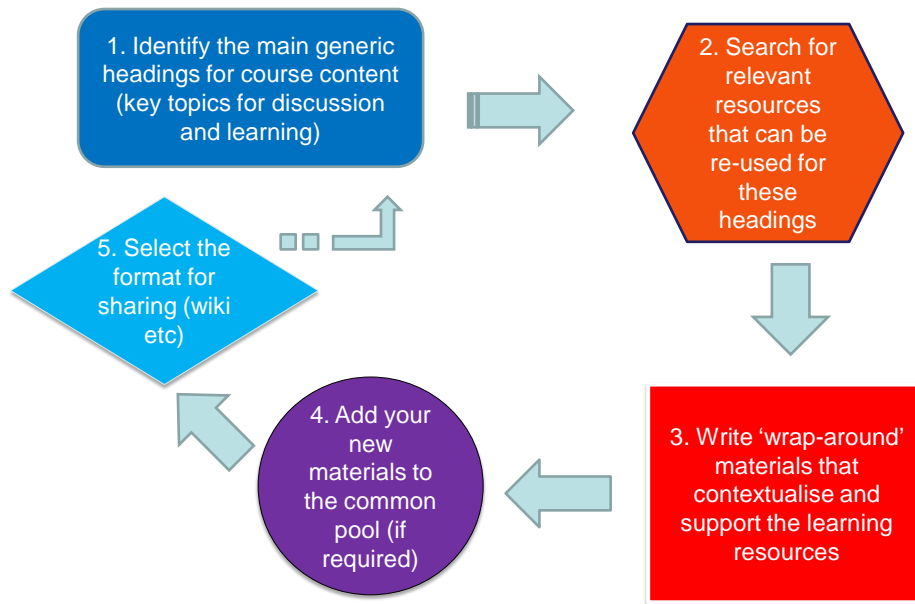 1. Identify the main generic
headings for course content
(key topics for discussion
and learning)
2. Search for
relevant
resources
that can be
re-used for
these
headings
3. Write ‘wrap-around’
materials that
contextualise and
support the learning
resources
4. Add your
new
materials to
the common
pool (if
required)
5. Select the
format for
sharing (wiki
etc)